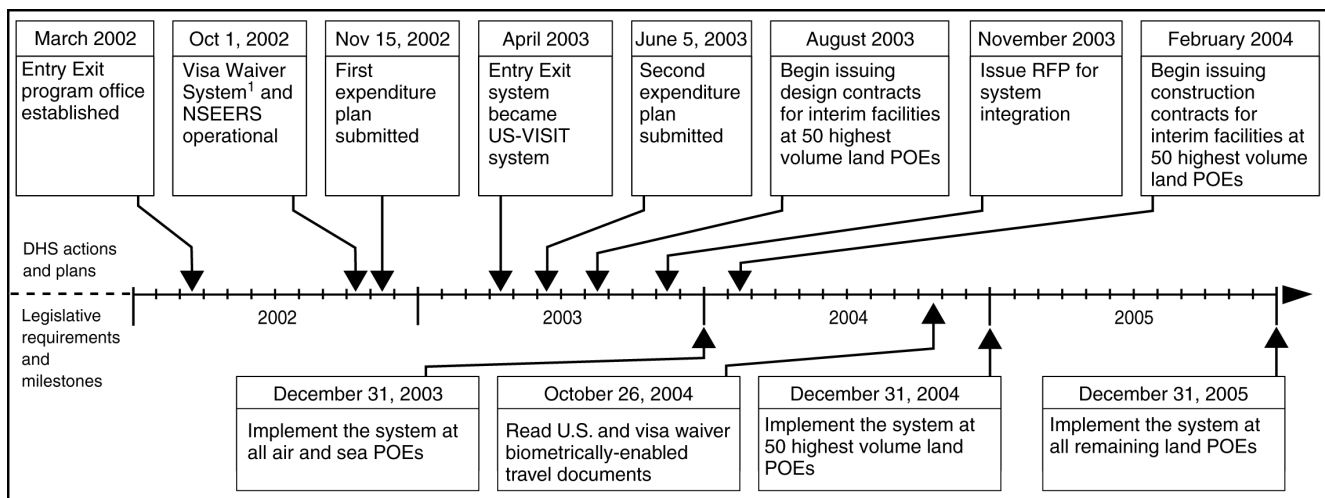 March 2002
Entry Exit
program office
established
Oct 1, 2002
Visa Waiver
System¹ and
NSEERS
operational
Nov 15, 2002
First
expenditure
plan
submitted
April 2003
Entry Exit
system
became
US-VISIT
system
June 5, 2003
Second
expenditure
plan
submitted
August 2003
Begin issuing
design contracts
for interim facilities
at 50 highest
volume land POEs
November 2003
Issue RFP for
system
integration
February 2004
Begin issuing
construction
contracts for
interim facilities at
50 highest volume
land POEs
DHS actions
and plans
Legislative
requirements
and
milestones
2002
2003
2004
2005
December 31, 2003
Implement the system at
all air and sea POEs
October 26, 2004
Read U.S. and visa waiver
biometrically-enabled
travel documents
December 31, 2004
Implement the system at
50 highest volume land
POEs
December 31, 2005
Implement the system at
all remaining land POEs